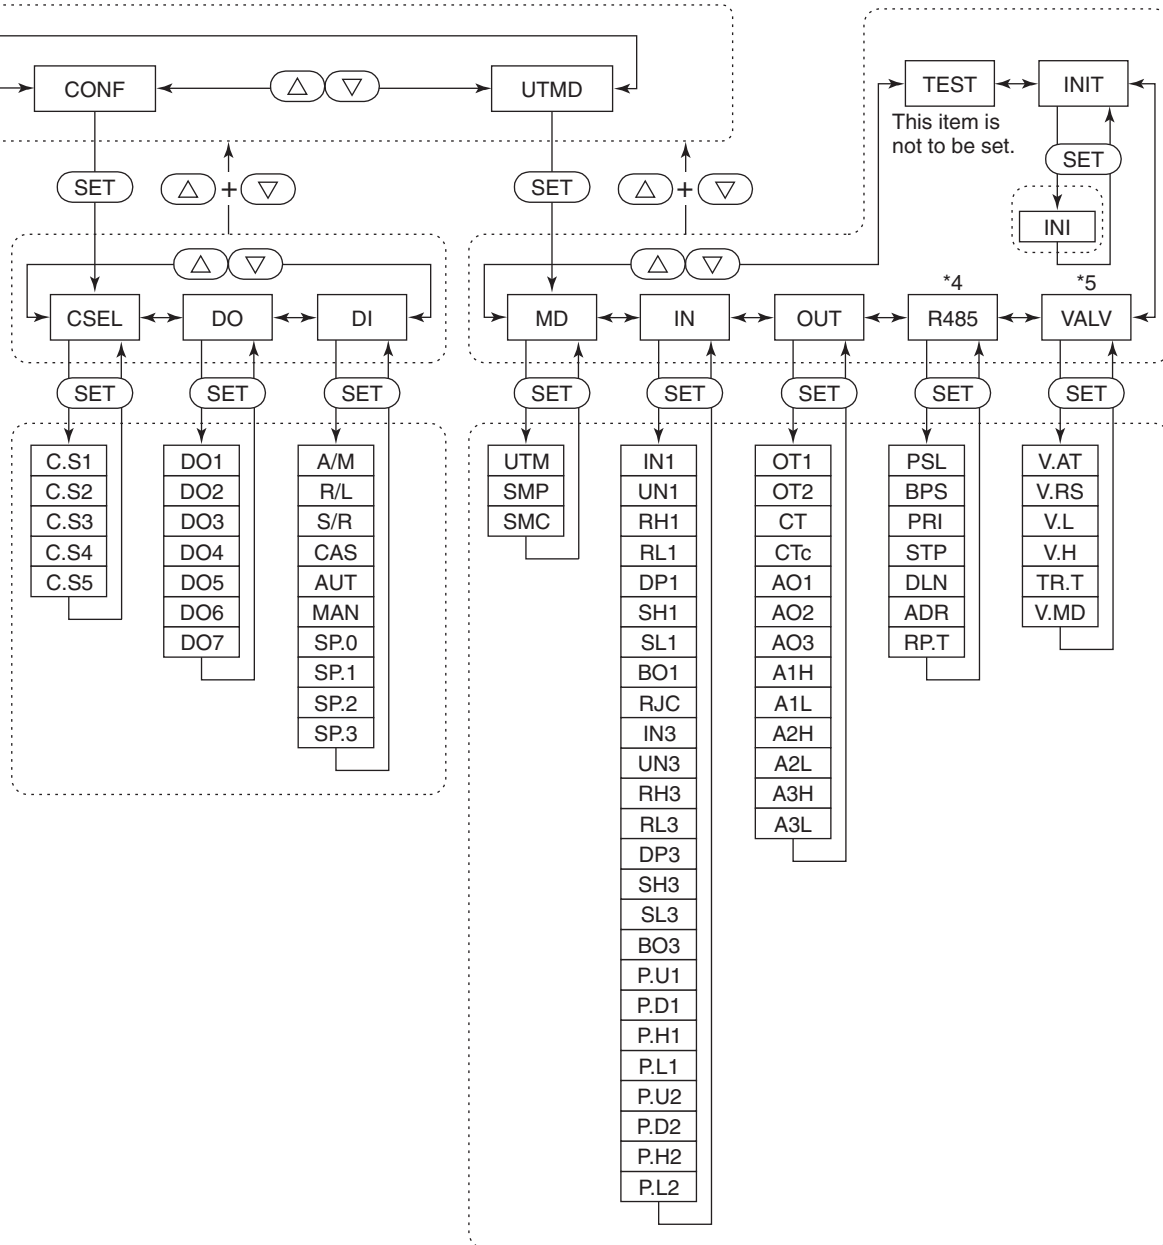 CONF
UTMD
TEST
INIT
This item is
not to be set.
SET
SET
SET
+
+
INI
*4
*5
CSEL
DO
DI
MD
IN
OUT
R485
VALV
SET
SET
SET
SET
SET
SET
SET
SET
C.S1
C.S2
C.S3
C.S4
C.S5
DO1
DO2
DO3
DO4
DO5
DO6
DO7
A/M
R/L
S/R
CAS
AUT
MAN
SP.0
SP.1
SP.2
SP.3
UTM
SMP
SMC
IN1
UN1
RH1
RL1
DP1
SH1
SL1
BO1
RJC
IN3
UN3
RH3
RL3
DP3
SH3
SL3
BO3
P.U1
P.D1
P.H1
P.L1
P.U2
P.D2
P.H2
P.L2
OT1
OT2
CT
CTc
AO1
AO2
AO3
A1H
A1L
A2H
A2L
A3H
A3L
PSL
BPS
PRI
STP
DLN
ADR
RP.T
V.AT
V.RS
V.L
V.H
TR.T
V.MD